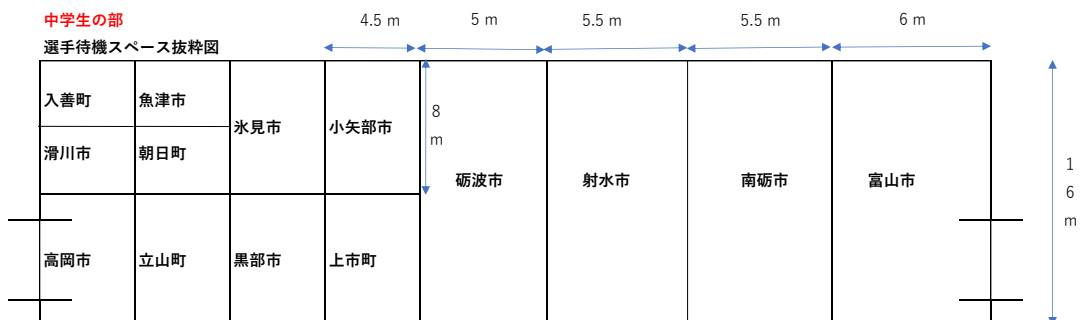 中学生の部
4.5 m
5 m
5.5 m
5.5 m
6 m
選手待機スペース抜粋図
入善町
魚津市
氷見市
小矢部市
8
m
滑川市
朝日町
砺波市
射水市
南砺市
富山市
1
6
m
高岡市
立山町
黒部市
上市町